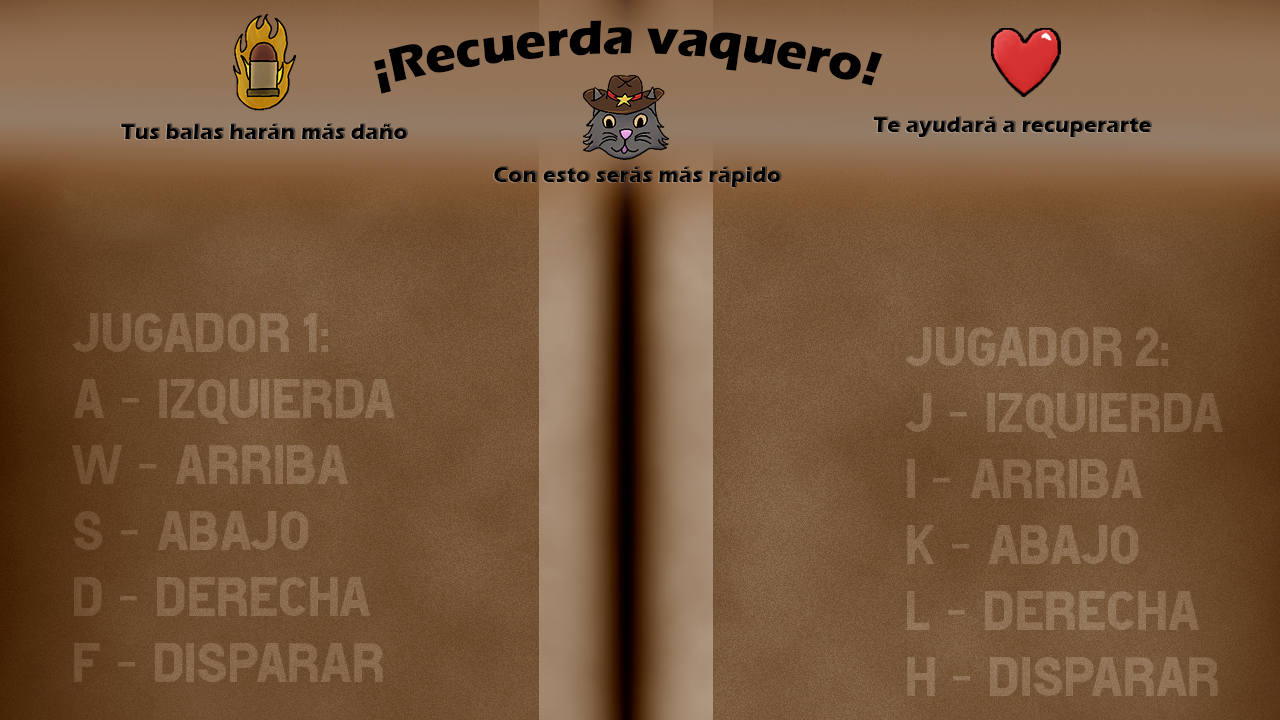 ¡Recuerda vaquero!
Tus balas harán más daño
Te ayudará a recuperarte
Con esto serás más rápido
JUGADOR 1:
A - IZQUIERDA
W - ARRIBA
S - ABAJO
D - DERECHA
F - DISPARAR
JUGADOR 2:
J - IZQUIERDA
I - ARRIBA
K - ABAJO
L - DERECHA
H - DISPARAR